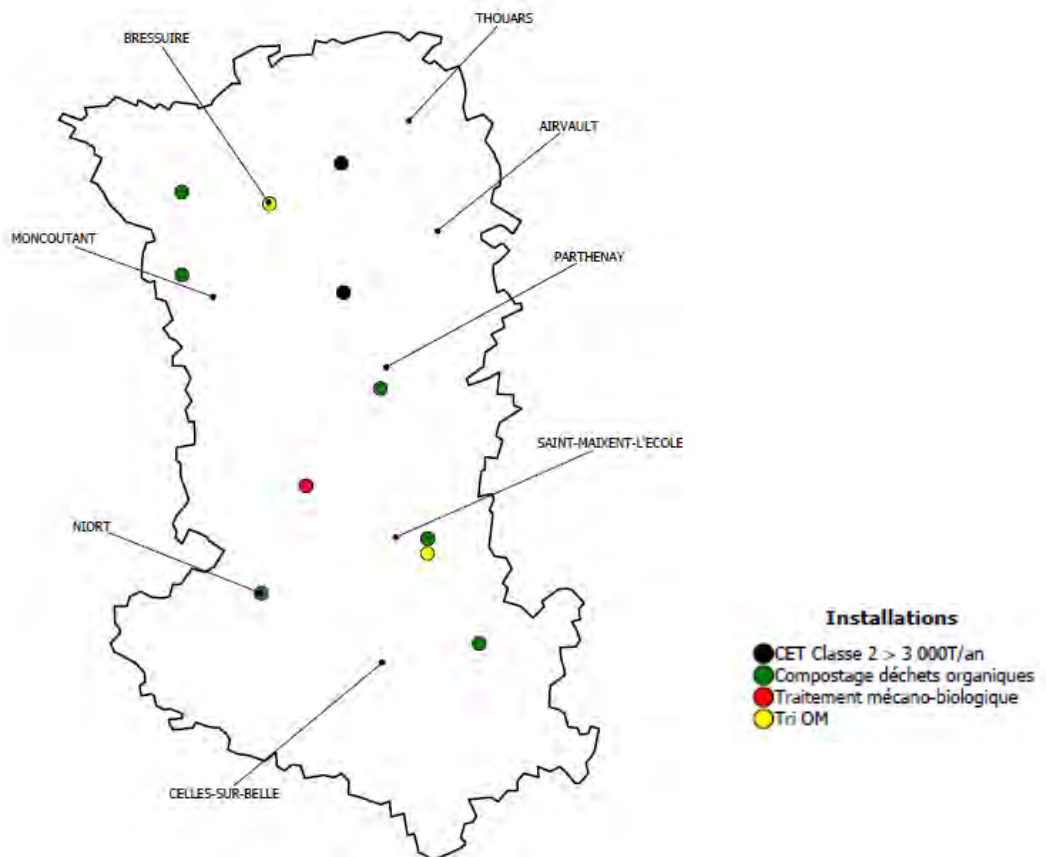 THOUARS
BRESSUIRE
AIRVAULT
MONCOUTANT
PARTHENAY
SAINT-MAIXENT-L'ECOLE
NIORT
CELLES-SUR-BELLE
Installations
CET Classe 2 > 3 000T/an
Compostage déchets organiques
Traitement mécano-biologique
Tri OM